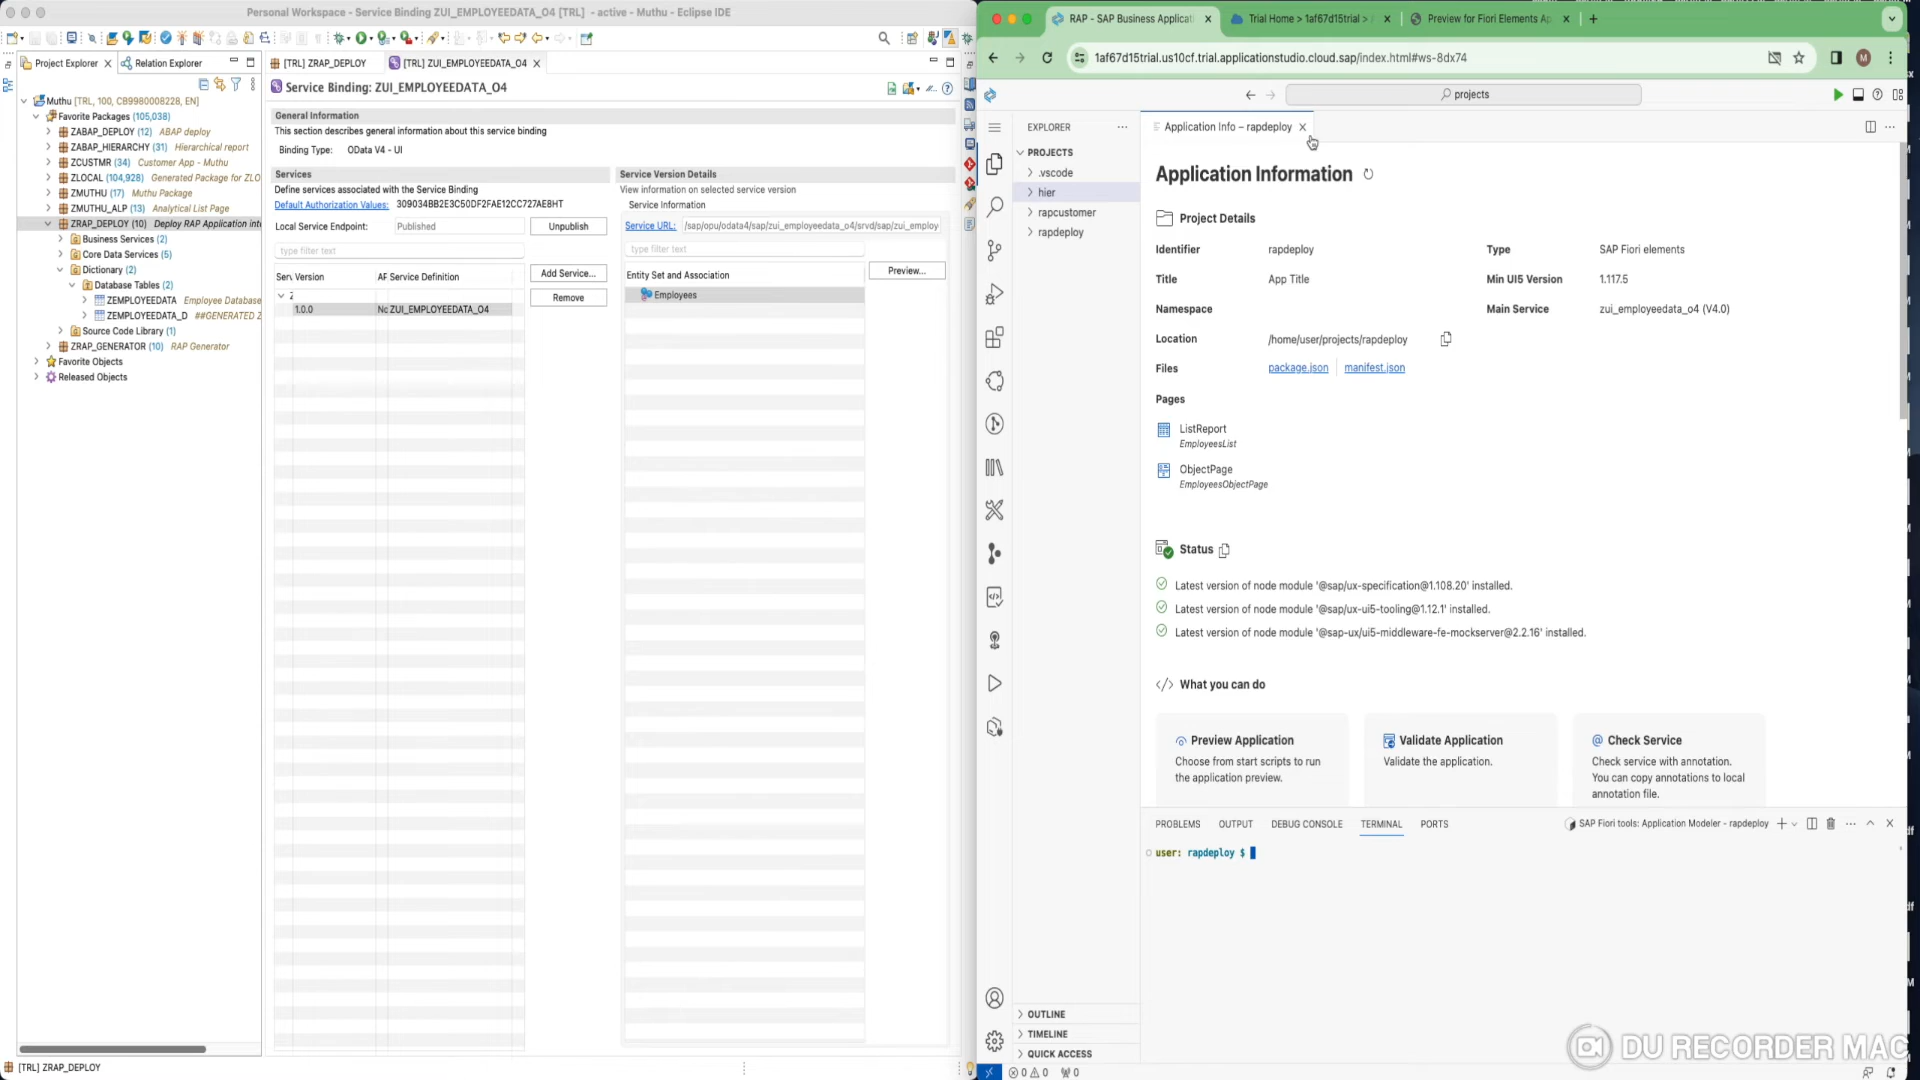 Personal Workspace - Service Binding ZUI_EMPLOYEEDATA_O4 [TRL] - active - Muthu - Eclipse IDE
Project Explorer
Relation Explorer
Muthu [TRL, 100, CB9980008228, EN]
Favorite Packages (105,038)
ZABAP_DEPLOY (12) ABAP deploy
ZABAP_HIERARCHY (31) Hierarchical report
ZCUSTMR (34) Customer App - Muthu
ZLOCAL (104,928) Generated Package for ZLO
ZMUTHU (17) Muthu Package
ZMUTHU_ALP (13) Analytical List Page
ZRAP_DEPLOY (10) Deploy RAP Application inte
Business Services (2)
Core Data Services (5)
Dictionary (2)
Database Tables (2)
ZEMPLOYEEDATA Employee Database
ZEMPLOYEEDATA_D ##GENERATED Z
Source Code Library (1)
ZRAP_GENERATOR (10) RAP Generator
Favorite Objects
Released Objects
[TRL] ZRAP_DEPLOY
[TRL] ZRAP_DEPLOY
[TRL] ZUI_EMPLOYEEDATA_O4
Service Binding: ZUI_EMPLOYEEDATA_O4
General Information
This section describes general information about this service binding
Binding Type: OData V4 - UI
Services
Define services associated with the Service Binding
Default Authorization Values: 309034BB2E3C50DF2FAE12CC727AE8HT
Local Service Endpoint: Published Unpublish
type filter text
Serv Version AF Service Definition
Add Service...
Remove
1.0.0 Nc ZUI_EMPLOYEEDATA_O4
Service Version Details
View information on selected service version
Service Information
Service URL: /sap/opu/odata4/sap/zui_employeedata_o4/srvd/sap/zui_employ
type filter text
Entity Set and Association
Preview...
Employees
RAP - SAP Business Applicati
Trial Home > 1af67d15trial >
Preview for Fiori Elements Ap
1af67d15trial.us10cf.trial.applicationstudio.cloud.sap/index.html#ws-8dx74
M
projects
EXPLORER
PROJECTS
.vscode
hier
rapcustomer
rapdeploy
OUTLINE
TIMELINE
QUICK ACCESS
Application Info – rapdeploy
Application Information
Project Details
Identifier rapdeploy Type SAP Fiori elements
Title App Title Min UI5 Version 1.117.5
Namespace Main Service zui_employeedata_o4 (V4.0)
Location /home/user/projects/rapdeploy
Files package.json manifest.json
Pages
ListReport
EmployeesList
ObjectPage
EmployeesObjectPage
Status
Latest version of node module '@sap/ux-specification@1.108.20' installed.
Latest version of node module '@sap/ux-ui5-tooling@1.12.1' installed.
Latest version of node module '@sap-ux/ui5-middleware-fe-mockserver@2.2.16' installed.
What you can do
Preview Application
Choose from start scripts to run
the application preview.
Validate Application
Validate the application.
Check Service
Check service with annotation.
You can copy annotations to local
annotation file.
PROBLEMS OUTPUT DEBUG CONSOLE TERMINAL PORTS
SAP Fiori tools: Application Modeler - rapdeploy
user: rapdeploy $
0 0 0
DU RECORDER MAC